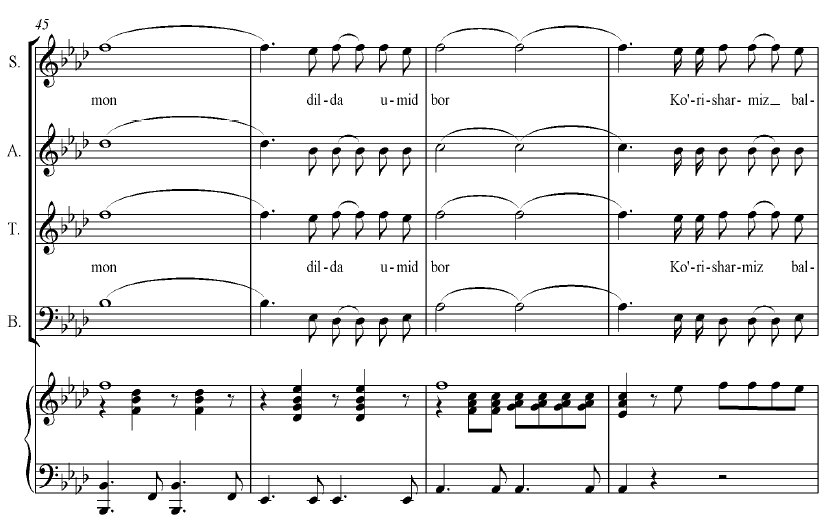 45
S.
mon dil-da u-mid bor Ko'-ri-shar-miz_ bal-
A.
T.
mon dil-da u-mid bor Ko'-ri-shar-miz bal-
B.